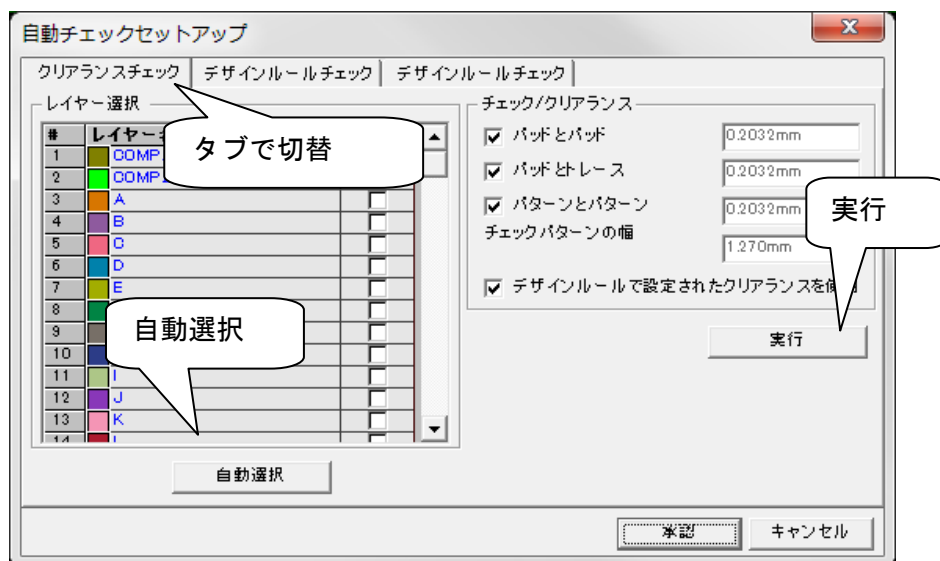 自動チェックセットアップ
クリアランスチェック デザインルールチェック デザインルールチェック
レイヤー選択
# レイヤー
1 COMP
2 COMP
3 A
4 B
5 C
6 D
7 E
8
9
10
11 I
12 J
13 K
14 L
自動選択
チェック/クリアランス
パッドとパッド 0.2032mm
パッドとトレース 0.2032mm
パターンとパターン 0.2032mm
チェックパターンの幅 1.270mm
デザインルールで設定されたクリアランスを使用
実行
タブで切替
自動選択
実行
承認 キャンセル